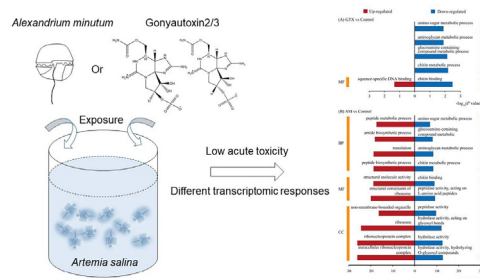 Alexandrium minutum
Gonyautoxin2/3
Or
Exposure
Artemia salina
Low acute toxicity
Different transcriptomic responses
Up-regulated
Down-regulated
(A) GTX vs Control
amino sugar metabolic process
aminoglycan metabolic process
glucosamine-containing
compound metabolic process
chitin metabolic process
MF
sequence-specific DNA binding
chitin binding
(B) AM vs Control
BP
peptide metabolic process
amino sugar metabolic process
amide biosynthetic process
glucosamine-containing
compound metabolic
translation
aminoglycan metabolic process
peptide biosynthetic process
chitin metabolic process
MF
structural molecule activity
chitin binding
structural constituent of
ribosome
peptidase activity, acting on
L-amino acid peptides
CC
non-membrane-bounded organelle
peptidase activity
ribosome
hydrolase activity, acting on
glycosyl bonds
ribonucleoprotein complex
hydrolase activity
intracellular ribonucleoprotein
complex
hydrolase activity, hydrolyzing
O-glycosyl compounds